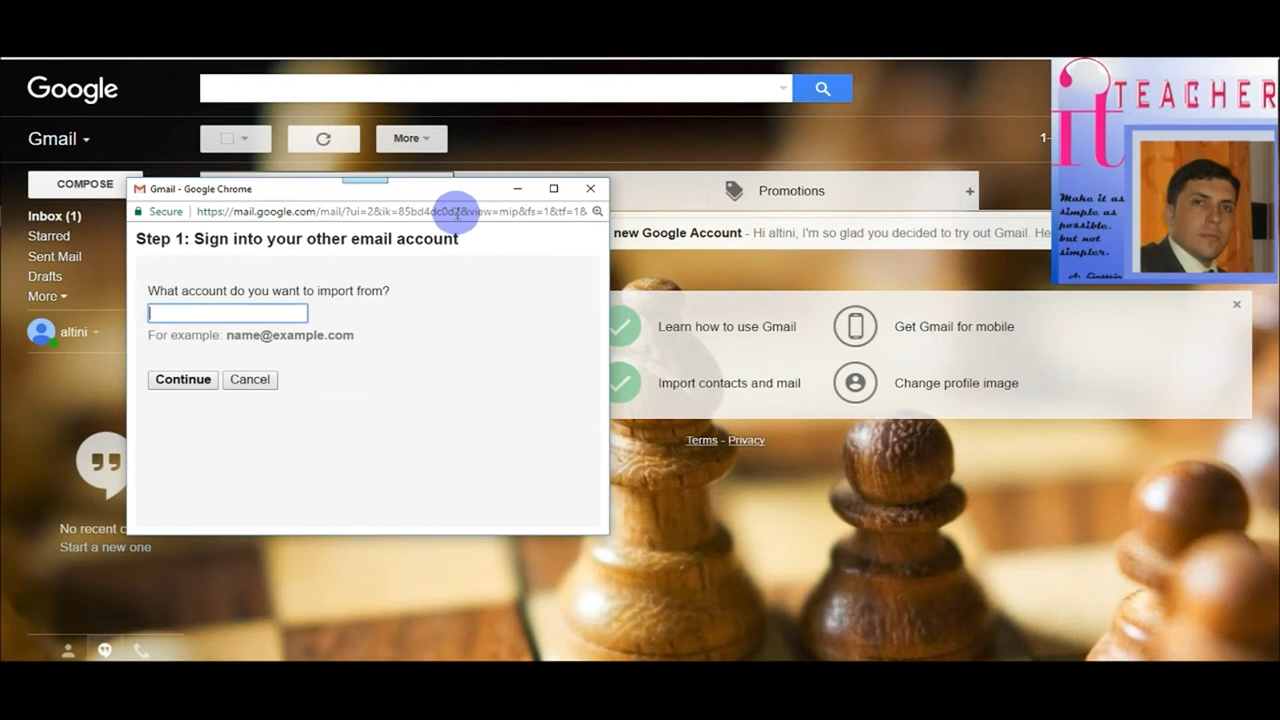 Google
Gmail
More
1-
COMPOSE
Inbox (1)
Starred
Sent Mail
Drafts
More
altini
No recent c
Start a new one
Gmail - Google Chrome
Secure
https://mail.google.com/mail/?ui=2&ik=85bd4dc0d7&view=mip&fs=1&tf=1&
Step 1: Sign into your other email account
What account do you want to import from?
For example: name@example.com
Continue
Cancel
Promotions
+
new Google Account - Hi altini, I'm so glad you decided to try out Gmail. He
Learn how to use Gmail
Get Gmail for mobile
Import contacts and mail
Change profile image
Terms - Privacy
it TEACHER
Make it as
simple as
possible,
but not
simpler.
A. Einstein